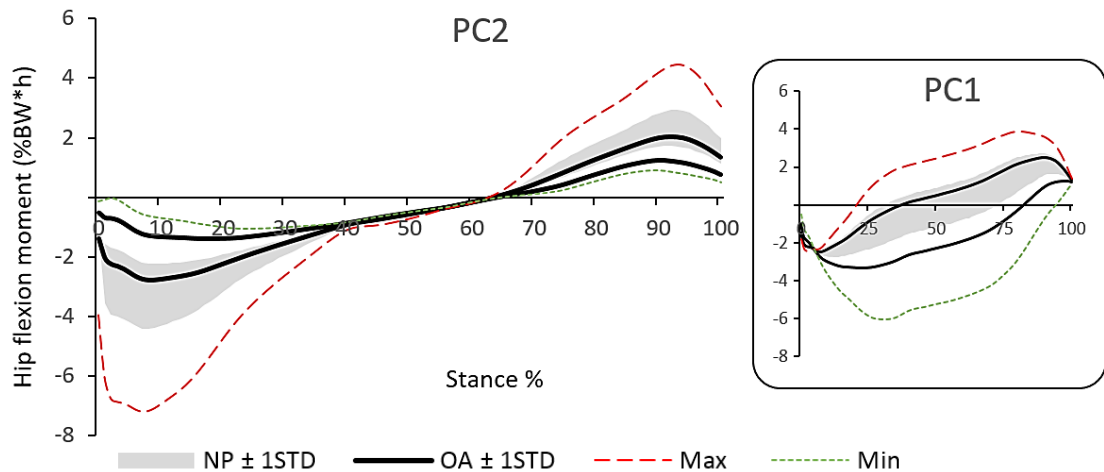 PC2
Hip flexion moment (%BW*h)
6
4
2
0
-2
-4
-6
-8
0 10 20 30 40 50 60 70 80 90 100
Stance %
PC1
6
4
2
0
-2
-4
-6
-8
0 25 50 75 100
NP ± 1STD OA ± 1STD Max Min